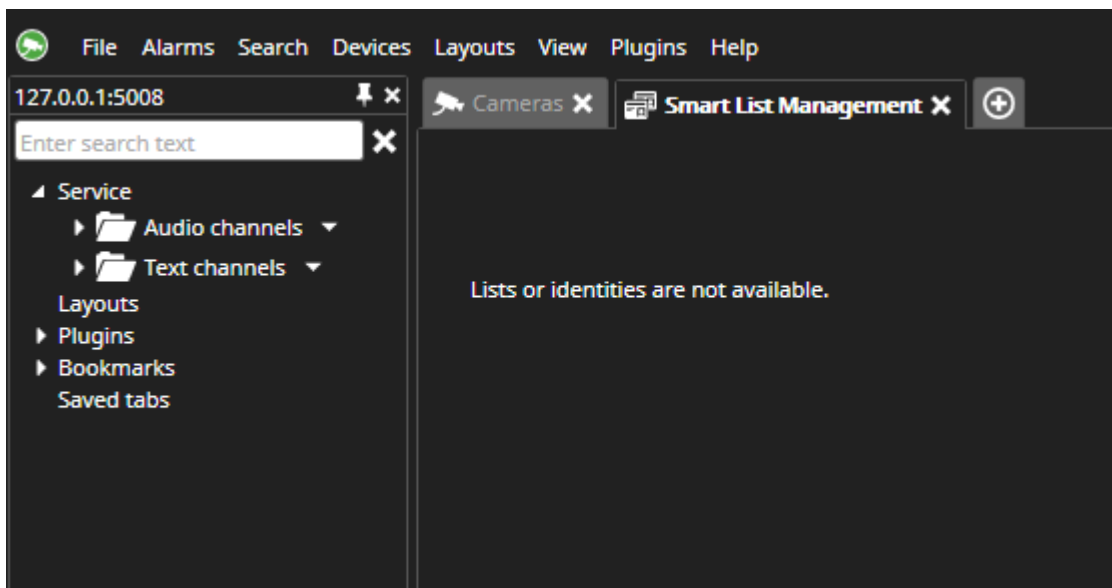 File Alarms Search Devices Layouts View Plugins Help
127.0.0.1:5008
Cameras
Smart List Management
Enter search text
Service
Audio channels
Text channels
Layouts
Plugins
Bookmarks
Saved tabs
Lists or identities are not available.